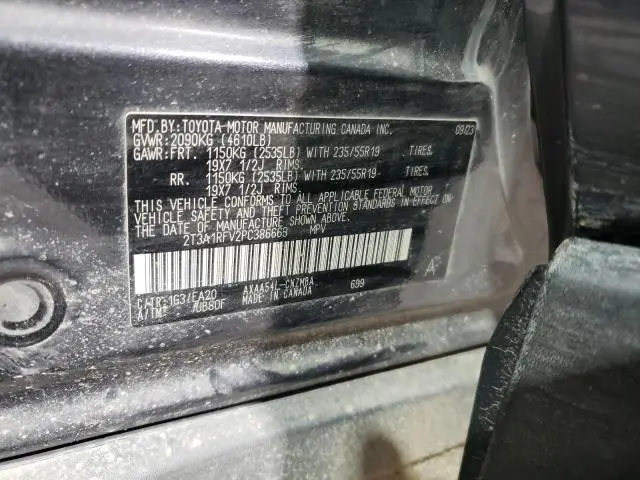 MFD.BY:TOYOTA MOTOR MANUFACTURING CANADA INC. 09/23
GVWR:2090KG (4610LB)
GAWR:FRT. 1150KG (2535LB) WITH 235/55R19 TIRES.
19X7 1/2J RIMS.
RR. 1150KG (2535LB) WITH 235/55R19 TIRES.
19X7 1/2J RIMS.
THIS VEHICLE CONFORMS TO ALL APPLICABLE FEDERAL MOTOR
VEHICLE SAFETY AND THEFT PREVENTION STANDARDS IN EFFECT ON
THE DATE OF MANUFACTURE SHOWN ABOVE.
2T3A1RFV2PC386669 MPV
C/TR:1G3/EA20 AXAA54L-CNZMBA 699 A
A/TM: /UB80F MADE IN CANADA